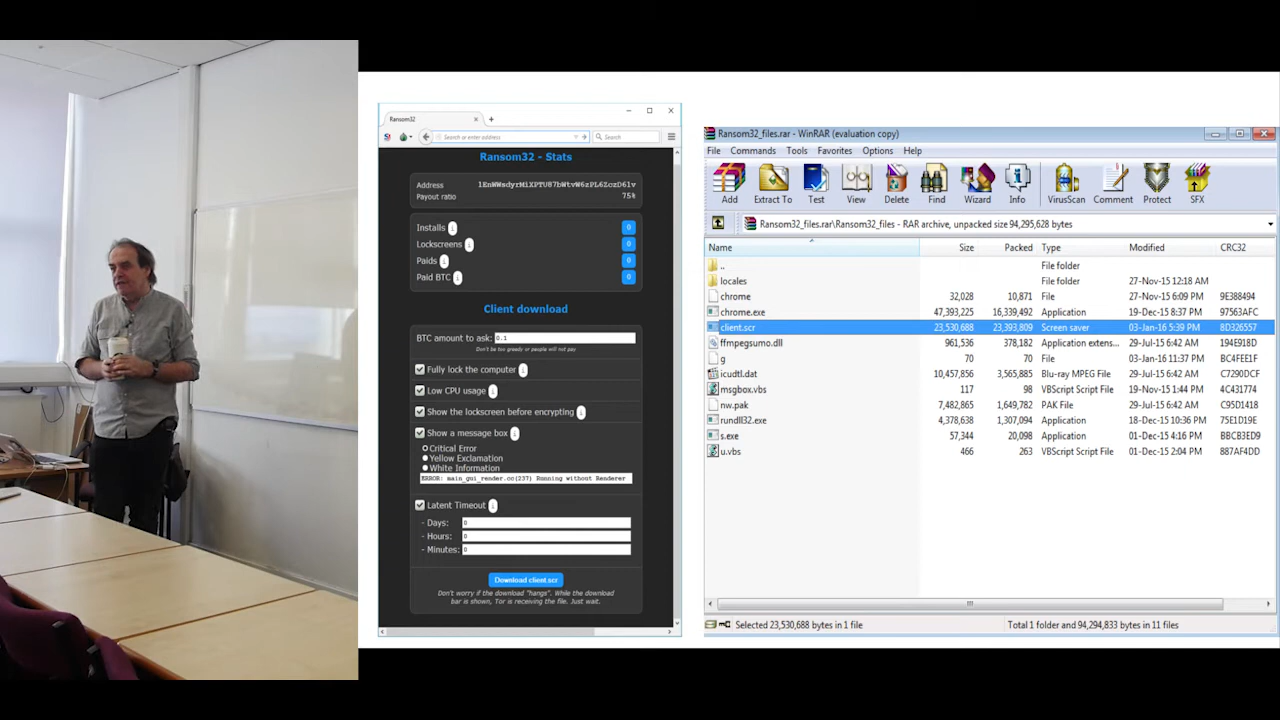 Ransom32
Search or enter address
Search
Ransom32 - Stats
Address
1EnWWsdyrMiXPTU87bWtvW6zPL6ZczD61v
Payout ratio
75%
Installs
0
Lockscreens
0
Paids
0
Paid BTC
0
Client download
BTC amount to ask: 0.1
Don't be too greedy or people will not pay
Fully lock the computer
Low CPU usage
Show the lockscreen before encrypting
Show a message box
Critical Error
Yellow Exclamation
White Information
ERROR: main_gui_render.cc(237) Running without Renderer
Latent Timeout
- Days: 0
- Hours: 0
- Minutes: 0
Download client.scr
Don't worry if the download "hangs". While the download
bar is shown, Tor is receiving the file. Just wait.
Ransom32_files.rar - WinRAR (evaluation copy)
File Commands Tools Favorites Options Help
Add Extract To Test View Delete Find Wizard Info VirusScan Comment Protect SFX
Ransom32_files.rar\Ransom32_files - RAR archive, unpacked size 94,295,628 bytes
Name Size Packed Type Modified CRC32
.. File folder
locales File folder 27-Nov-15 12:18 AM
chrome 32,028 10,871 File 27-Nov-15 6:09 PM 9E388494
chrome.exe 47,393,225 16,339,492 Application 19-Dec-15 8:37 PM 97563AFC
client.scr 23,530,688 23,393,809 Screen saver 03-Jan-16 5:39 PM 8D326557
ffmpegsumo.dll 961,536 378,182 Application extens... 29-Jul-15 6:42 AM 194E918D
g 70 70 File 03-Jan-16 11:37 PM BC4FEE1F
icudtl.dat 10,457,856 3,565,885 Blu-ray MPEG File 29-Jul-15 6:42 AM C7290DCF
msgbox.vbs 117 98 VBScript Script File 19-Nov-15 1:44 PM 4C431774
nw.pak 7,482,865 1,649,782 PAK File 29-Jul-15 6:42 AM C95D1418
rundll32.exe 4,378,638 1,307,094 Application 18-Dec-15 10:36 PM 75E1D19E
s.exe 57,344 20,098 Application 01-Dec-15 4:16 PM BBCB3ED9
u.vbs 466 263 VBScript Script File 01-Dec-15 2:04 PM 887AF4DD
Selected 23,530,688 bytes in 1 file
Total 1 folder and 94,294,833 bytes in 11 files